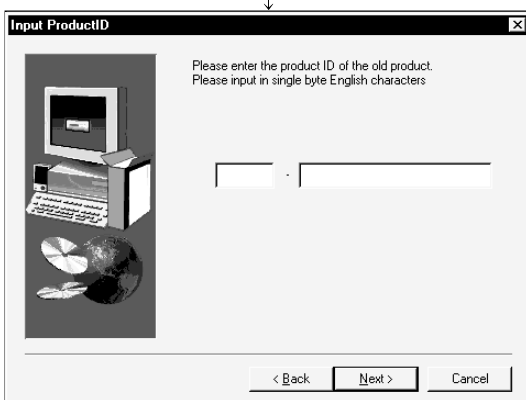 Input ProductID
Please enter the product ID of the old product.
Please input in single byte English characters
-
< Back
Next >
Cancel